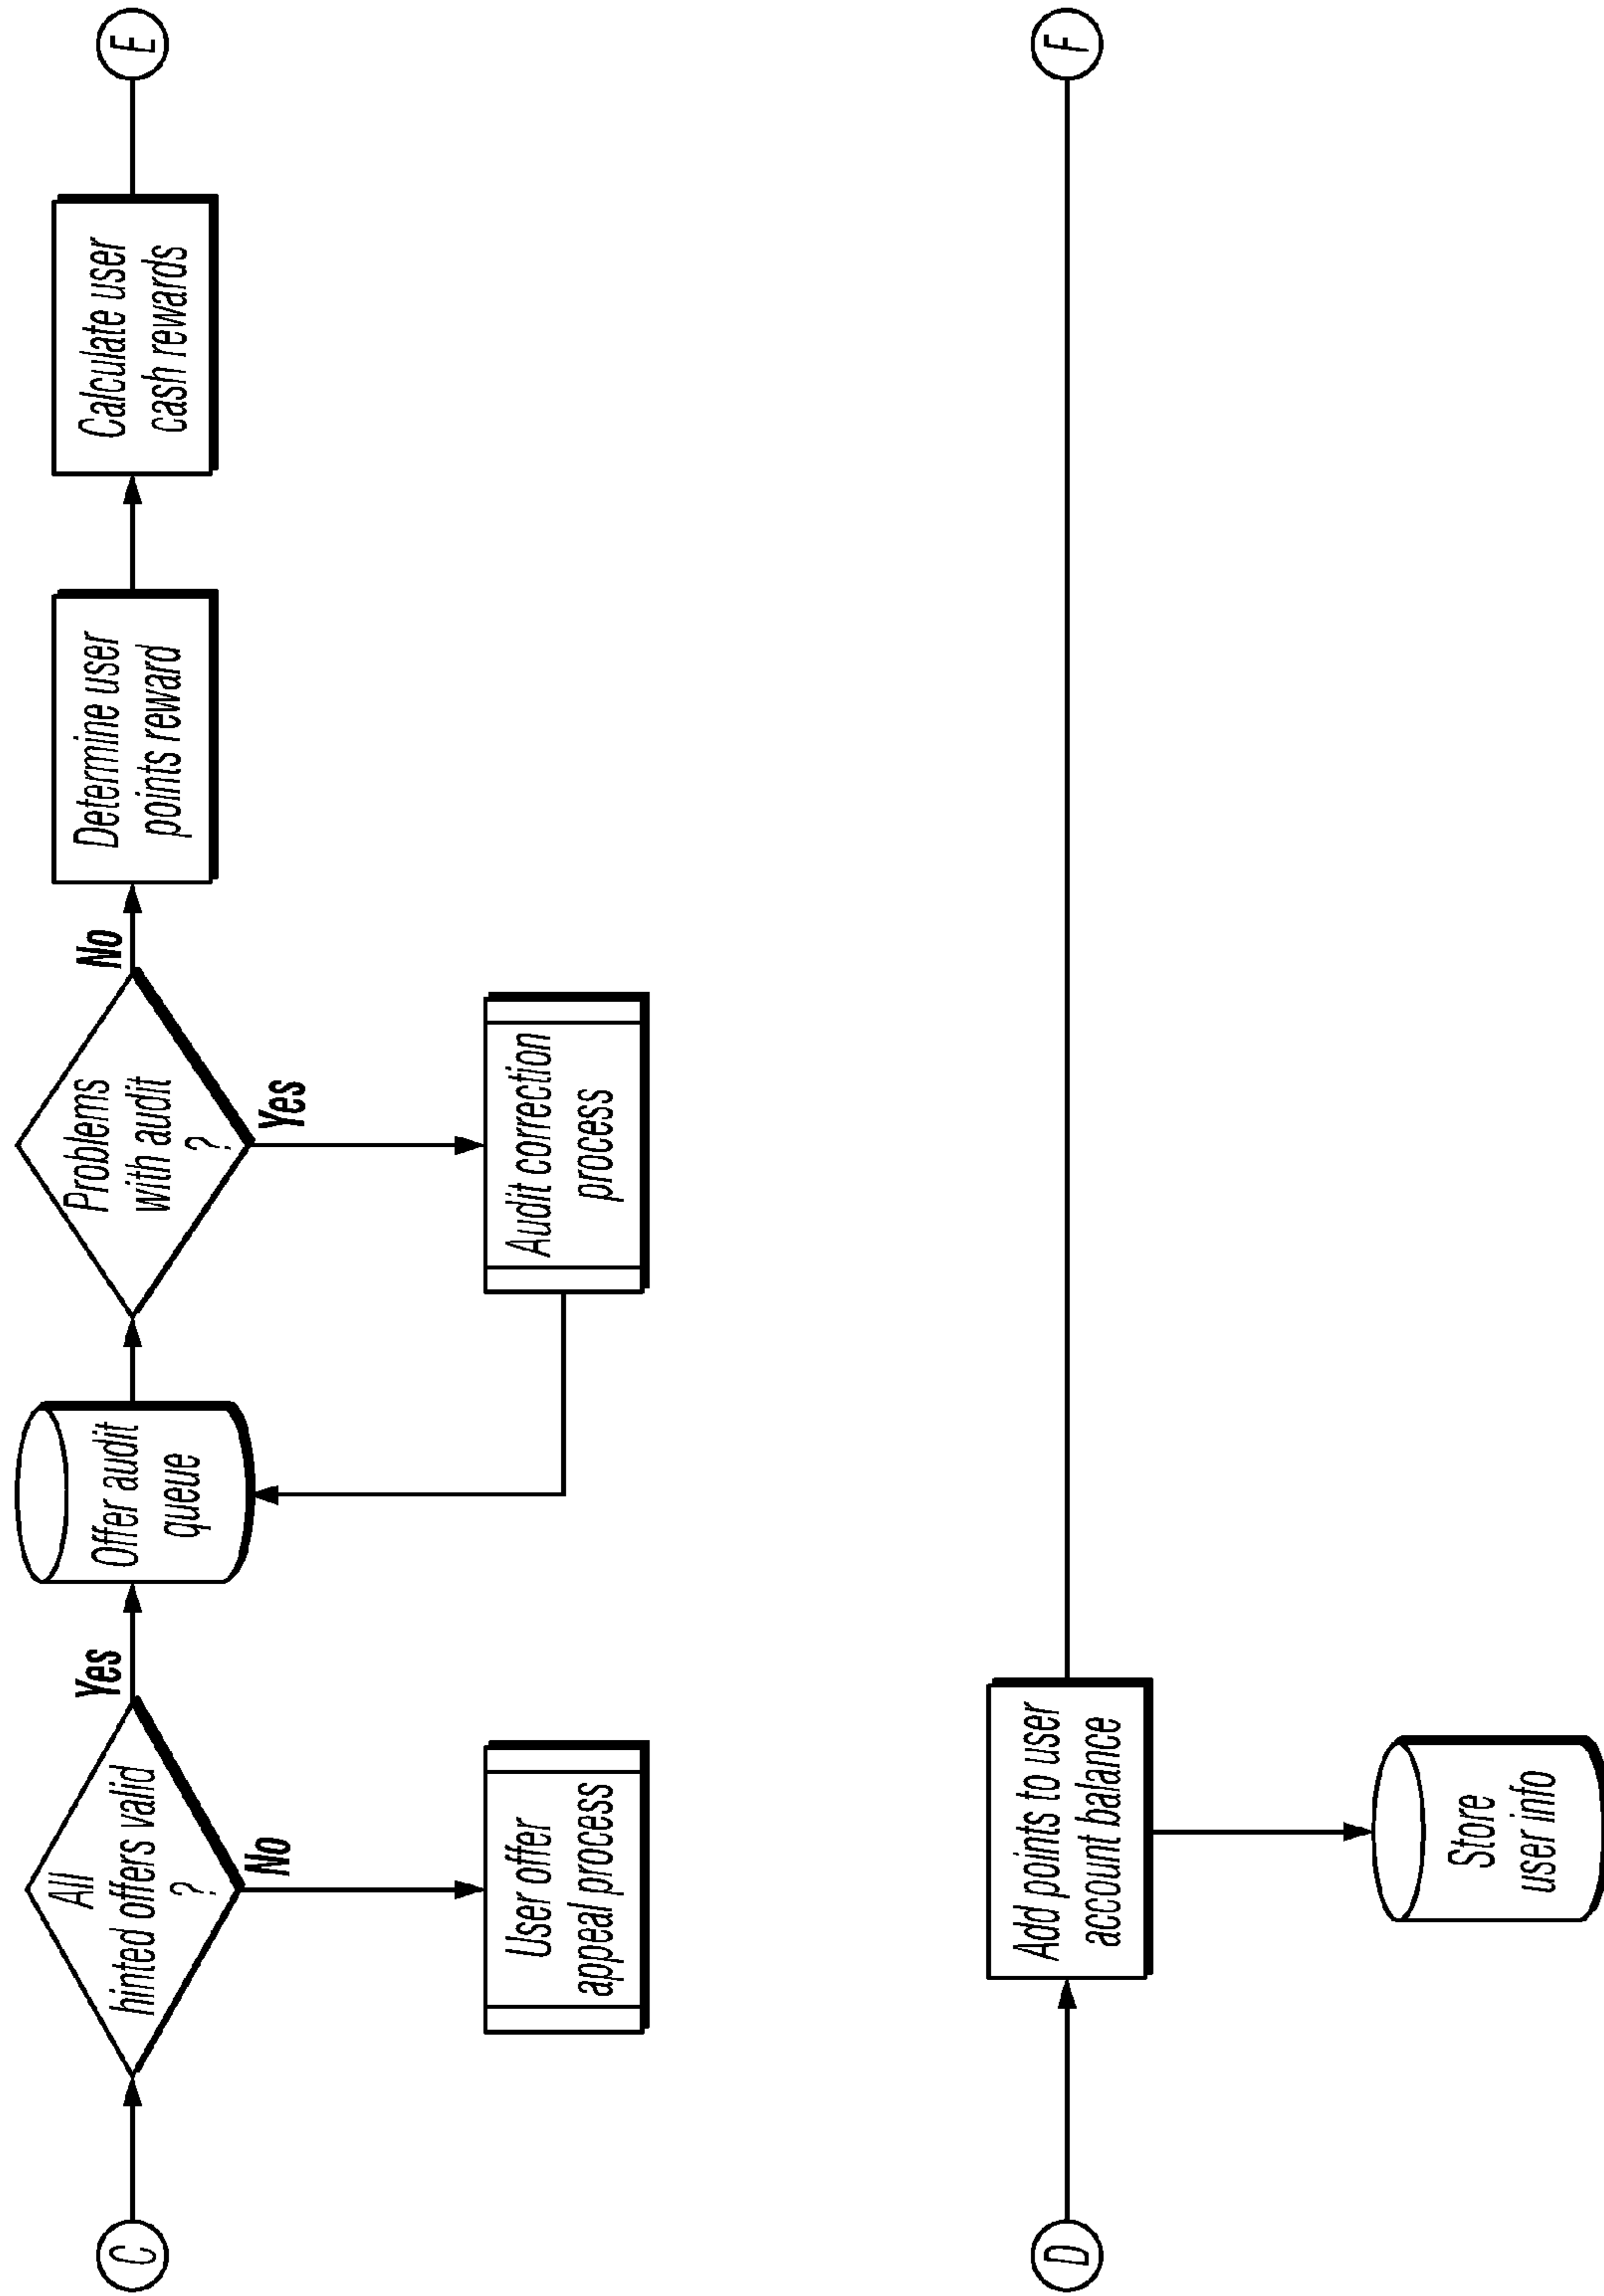 C
All
hinted offers valid
?
Yes
No
User offer
appeal process
Offer audit
queue
Problems
with audit
?
No
Yes
Audit correction
process
Determine user
points reward
Calculate user
cash rewards
E
D
Add points to user
account balance
Store
user info
F